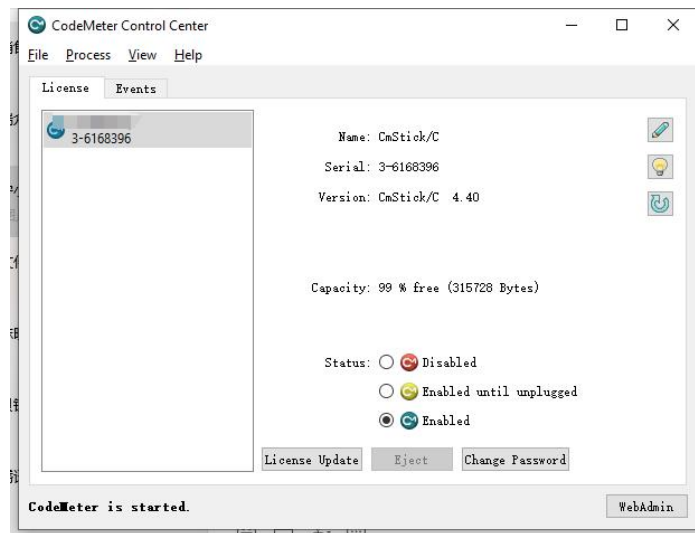 CodeMeter Control Center
File Process View Help
License Events
3-6168396
Name: CmStick/C
Serial: 3-6168396
Version: CmStick/C 4.40
Capacity: 99 % free (315728 Bytes)
Status: Disabled
Enabled until unplugged
Enabled
License Update Eject Change Password
CodeMeter is started. WebAdmin